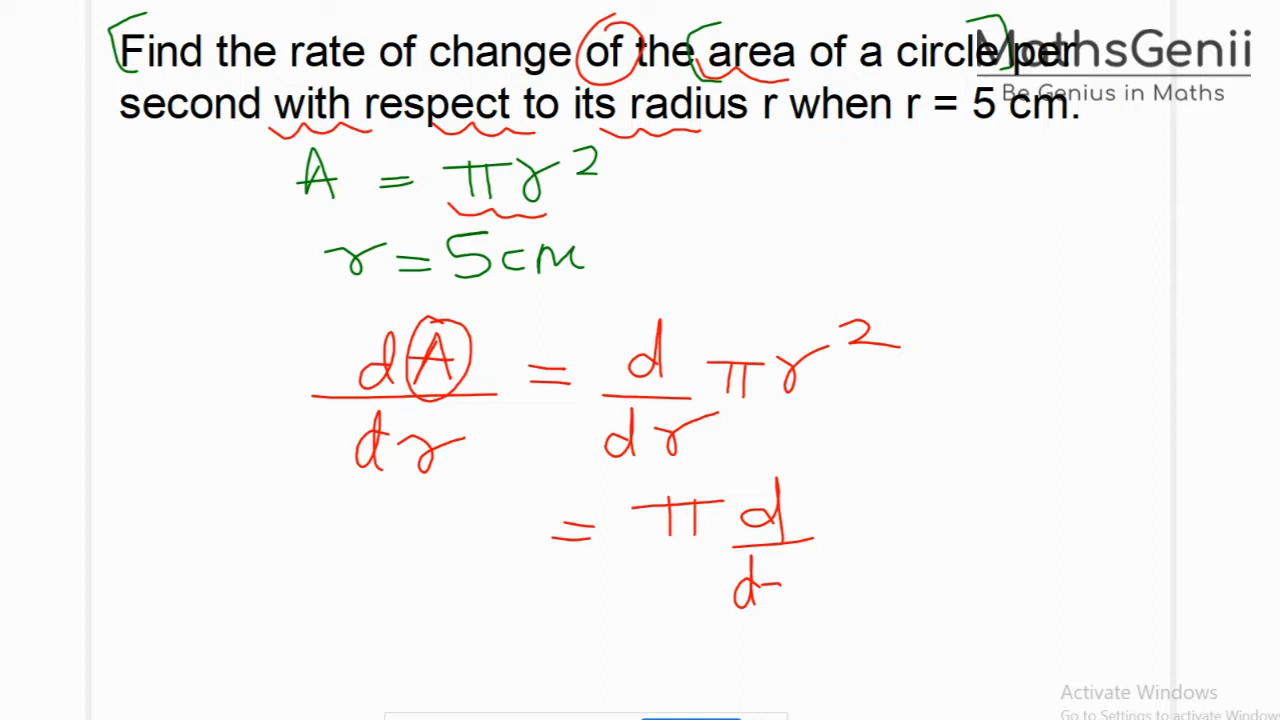 Find the rate of change of the area of a circle per
MathsGenii
second with respect to its radius r when r = 5 cm.
Be Genius in Maths
A = πr²
r = 5cm
dA/dr = d/dr πr²
= π d/d
Activate Windows
Go to Settings to activate Windows